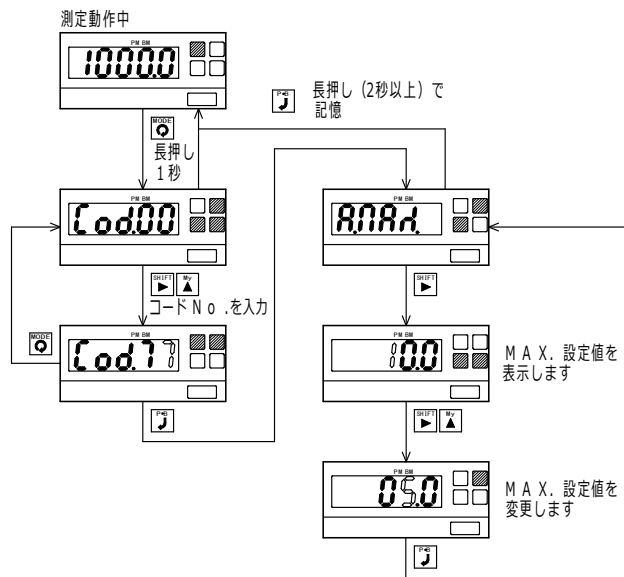 測定動作中
PM BM
1000.0
P•B
長押し（2秒以上）で
記憶
MODE
長押し
1秒
PM BM
Cod.00
PM BM
A.MAX.
SHIFT
My
コードＮｏ.を入力
SHIFT
MODE
PM BM
Cod.77
PM BM
10.0
ＭＡＸ.設定値を
表示します
P•B
SHIFT
My
PM BM
05.0
ＭＡＸ.設定値を
変更します
P•B